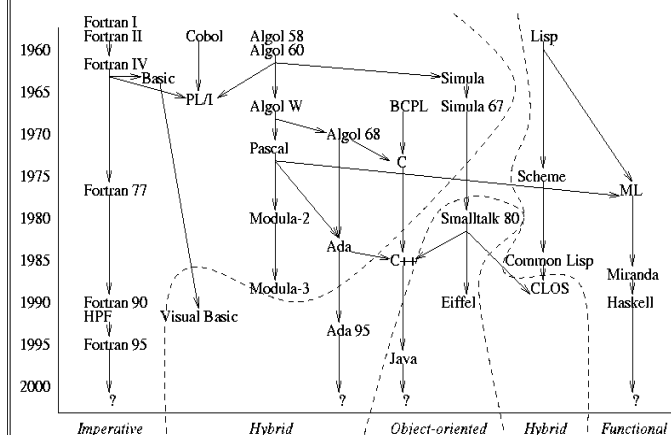 Fortran I
Fortran II Cobol Algol 58 Lisp
1960 Algol 60
Fortran IV
Basic Simula
1965 PL/I
Algol W BCPL Simula 67
1970 Algol 68
Pascal C
1975 Scheme
Fortran 77 ML
1980 Modula-2 Smalltalk 80
Ada
1985 C++ Common Lisp
Modula-3 CLOS Miranda
1990 Fortran 90 Eiffel Haskell
HPF Visual Basic
Ada 95
1995 Fortran 95
Java
2000
? ? ? ?
Imperative Hybrid Object-oriented Hybrid Functional